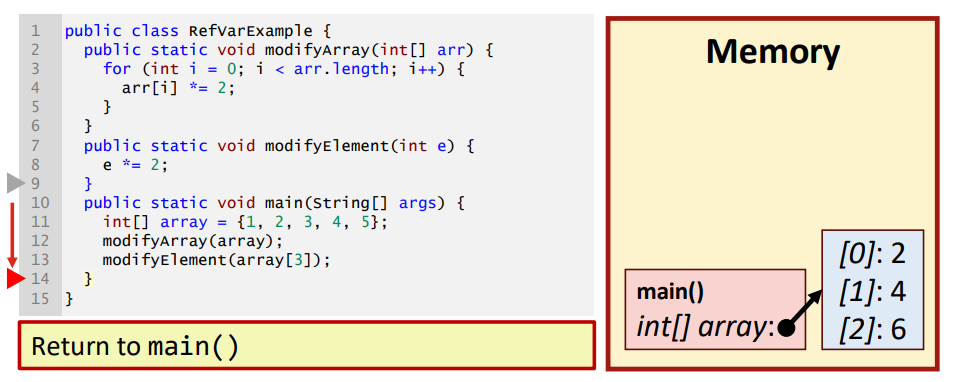 1 public class RefVarExample {
2 public static void modifyArray(int[] arr) {
3 for (int i = 0; i < arr.length; i++) {
4 arr[i] *= 2;
5 }
6 }
7 public static void modifyElement(int e) {
8 e *= 2;
9 }
10 public static void main(String[] args) {
11 int[] array = {1, 2, 3, 4, 5};
12 modifyArray(array);
13 modifyElement(array[3]);
14 }
15 }
Return to main()
Memory
main()
int[] array:
[0]: 2
[1]: 4
[2]: 6